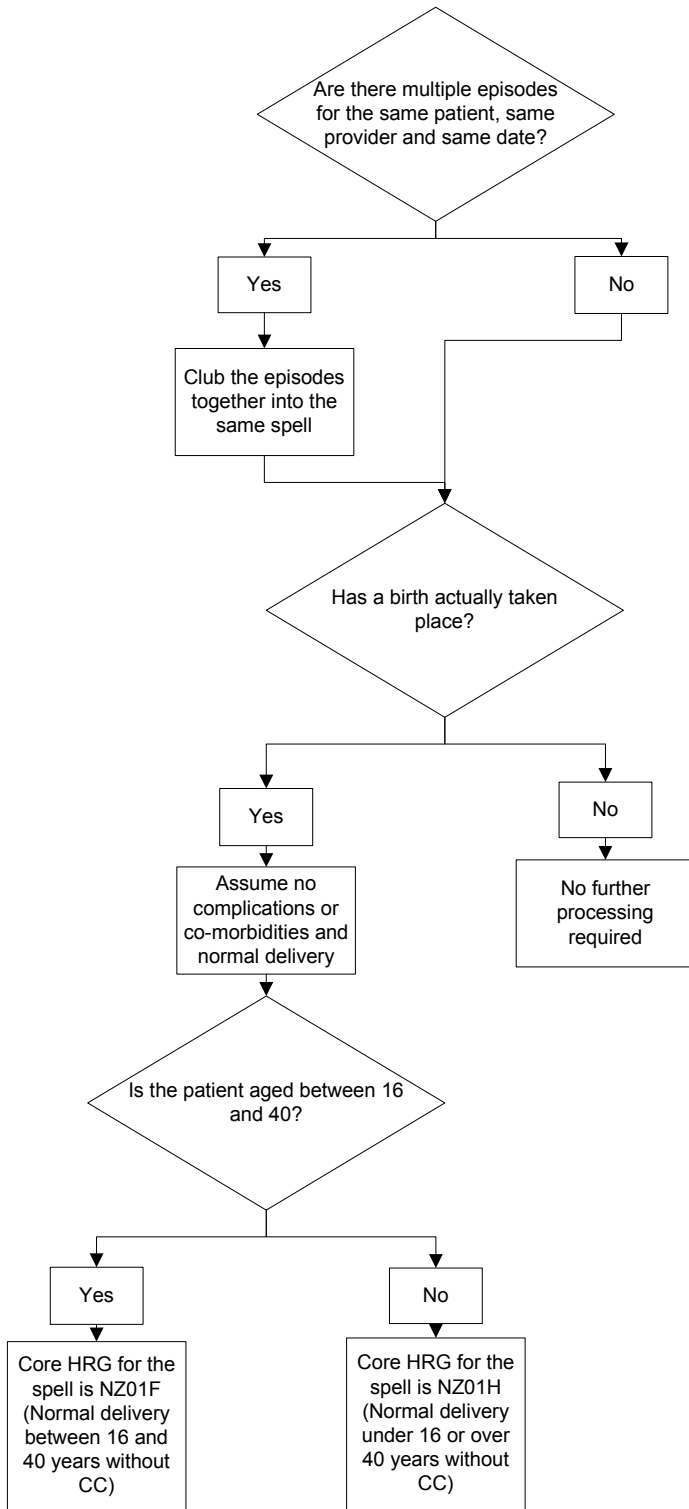 Are there multiple episodes
for the same patient, same
provider and same date?
Yes
No
Club the episodes
together into the
same spell
Has a birth actually taken
place?
Yes
No
Assume no
complications or
co-morbidities and
normal delivery
No further
processing
required
Is the patient aged between 16
and 40?
Yes
No
Core HRG for the
spell is NZ01F
(Normal delivery
between 16 and
40 years without
CC)
Core HRG for the
spell is NZ01H
(Normal delivery
under 16 or over
40 years without
CC)